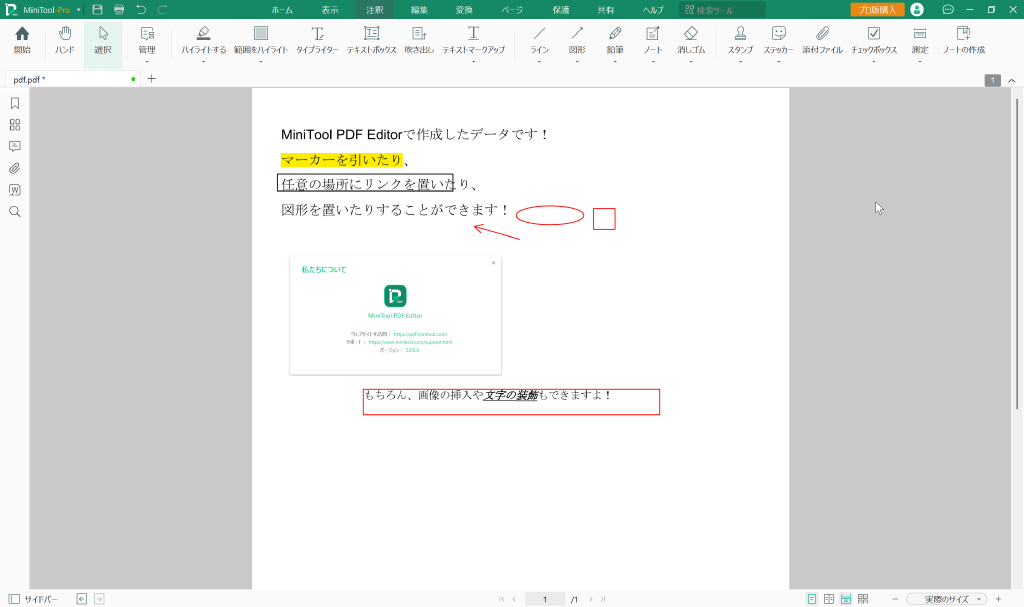 MiniTool-Pro
ホーム 表示 注釈 編集 変換 ページ 保護 共有 ヘルプ 検索ツール プロ版購入
開始 ハンド 選択 管理 ハイライトする 範囲をハイライト タイプライター テキストボックス 吹き出し テキストマークアップ ライン 図形 鉛筆 ノート 消しゴム スタンプ ステッカー 添付ファイル チェックボックス 測定 ノートの作成
pdf.pdf *
1
MiniTool PDF Editorで作成したデータです！
マーカーを引いたり、
任意の場所にリンクを置いたり、
図形を置いたりすることができます！
私たちについて
MiniTool PDF Editor
ウェブサイトを訪問： https://pdf.minitool.com/
サポート： https://www.minitool.com/support.html
バージョン： 2.0.5.0
もちろん、画像の挿入や文字の装飾もできますよ！
サイドバー 1 /1 実際のサイズ